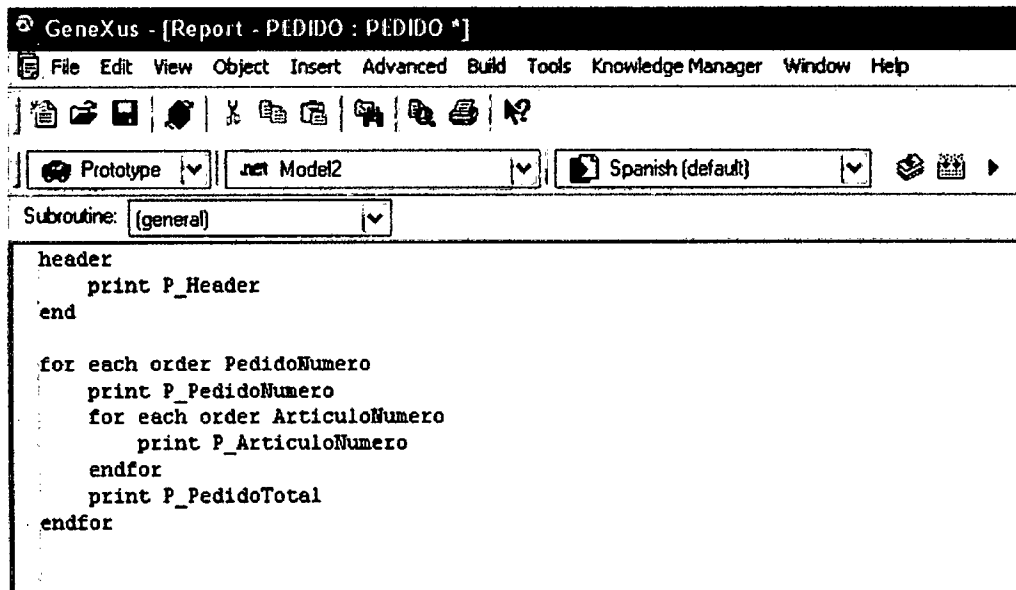 GeneXus - [Report - PEDIDO : PEDIDO *]
File Edit View Object Insert Advanced Build Tools Knowledge Manager Window Help
Prototype .net Model2 Spanish (default)
Subroutine: (general)
header
    print P_Header
end
for each order PedidoNumero
    print P_PedidoNumero
    for each order ArticuloNumero
        print P_ArticuloNumero
    endfor
    print P_PedidoTotal
endfor